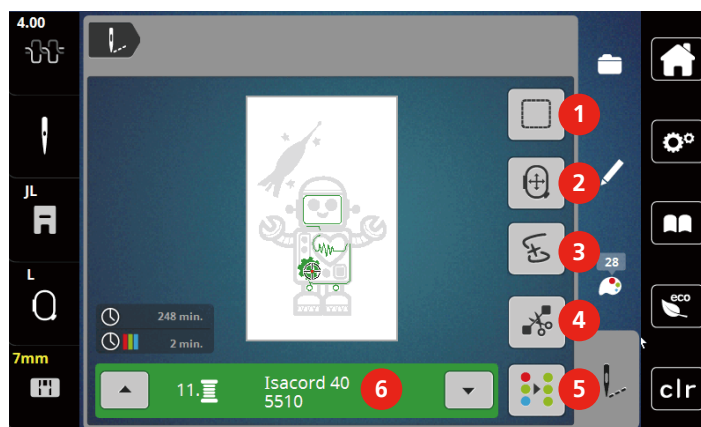 4.00
1
2
JL
3
28
L
4
eco
248 min.
2 min.
7mm
11.
Isacord 40
5510
6
5
clr